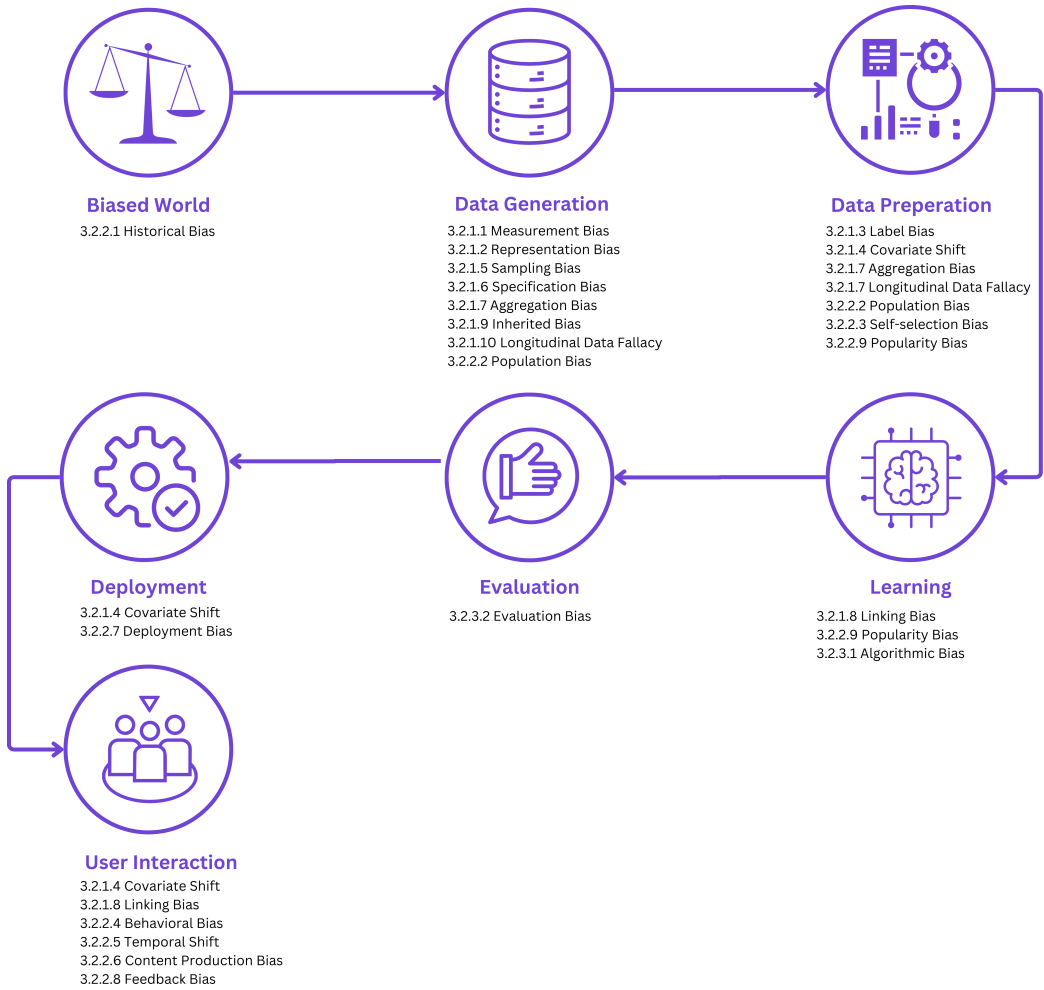 Biased World
3.2.2.1 Historical Bias
Data Generation
3.2.1.1 Measurement Bias
3.2.1.2 Representation Bias
3.2.1.5 Sampling Bias
3.2.1.6 Specification Bias
3.2.1.7 Aggregation Bias
3.2.1.9 Inherited Bias
3.2.1.10 Longitudinal Data Fallacy
3.2.2.2 Population Bias
Data Preperation
3.2.1.3 Label Bias
3.2.1.4 Covariate Shift
3.2.1.7 Aggregation Bias
3.2.1.7 Longitudinal Data Fallacy
3.2.2.2 Population Bias
3.2.2.3 Self-selection Bias
3.2.2.9 Popularity Bias
Deployment
3.2.1.4 Covariate Shift
3.2.2.7 Deployment Bias
Evaluation
3.2.3.2 Evaluation Bias
Learning
3.2.1.8 Linking Bias
3.2.2.9 Popularity Bias
3.2.3.1 Algorithmic Bias
User Interaction
3.2.1.4 Covariate Shift
3.2.1.8 Linking Bias
3.2.2.4 Behavioral Bias
3.2.2.5 Temporal Shift
3.2.2.6 Content Production Bias
3.2.2.8 Feedback Bias